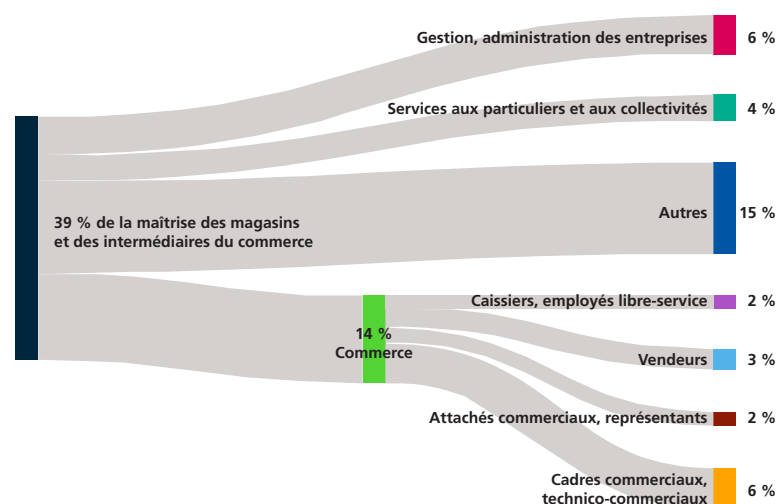 Gestion, administration des entreprises 6 %
Services aux particuliers et aux collectivités 4 %
39 % de la maîtrise des magasins
et des intermédiaires du commerce
Autres 15 %
Caissiers, employés libre-service 2 %
14 %
Commerce
Vendeurs 3 %
Attachés commerciaux, représentants 2 %
Cadres commerciaux,
technico-commerciaux 6 %